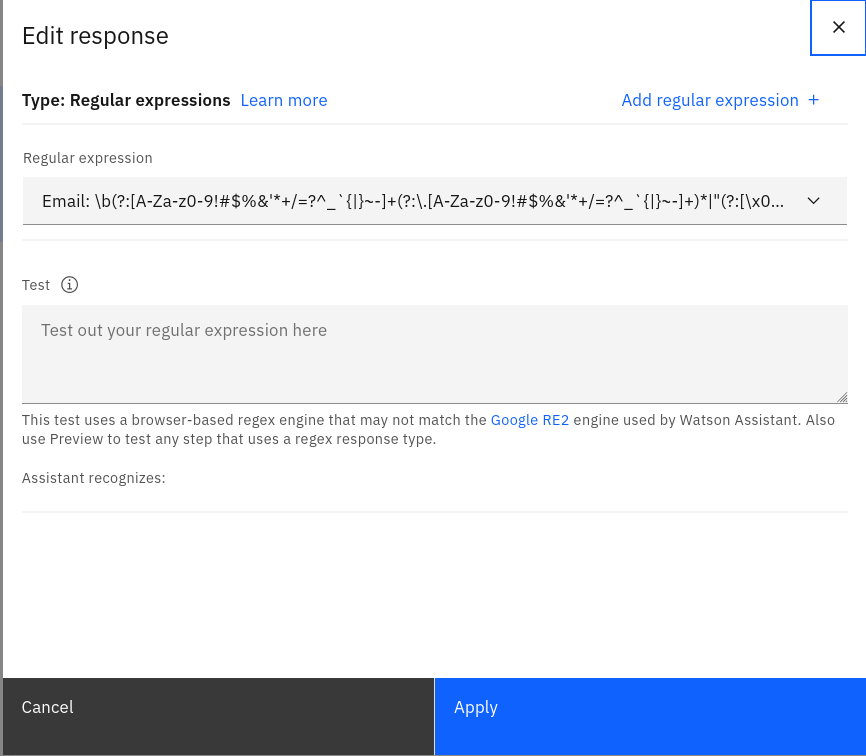 Edit response
Type: Regular expressions Learn more Add regular expression +
Regular expression
Email: \b(?:[A-Za-z0-9!#$%&'*+/=?^_`{|}~-]+(?:\.[A-Za-z0-9!#$%&'*+/=?^_`{|}~-]+)*|"(?:[\x0...
Test
Test out your regular expression here
This test uses a browser-based regex engine that may not match the Google RE2 engine used by Watson Assistant. Also
use Preview to test any step that uses a regex response type.
Assistant recognizes:
Cancel Apply